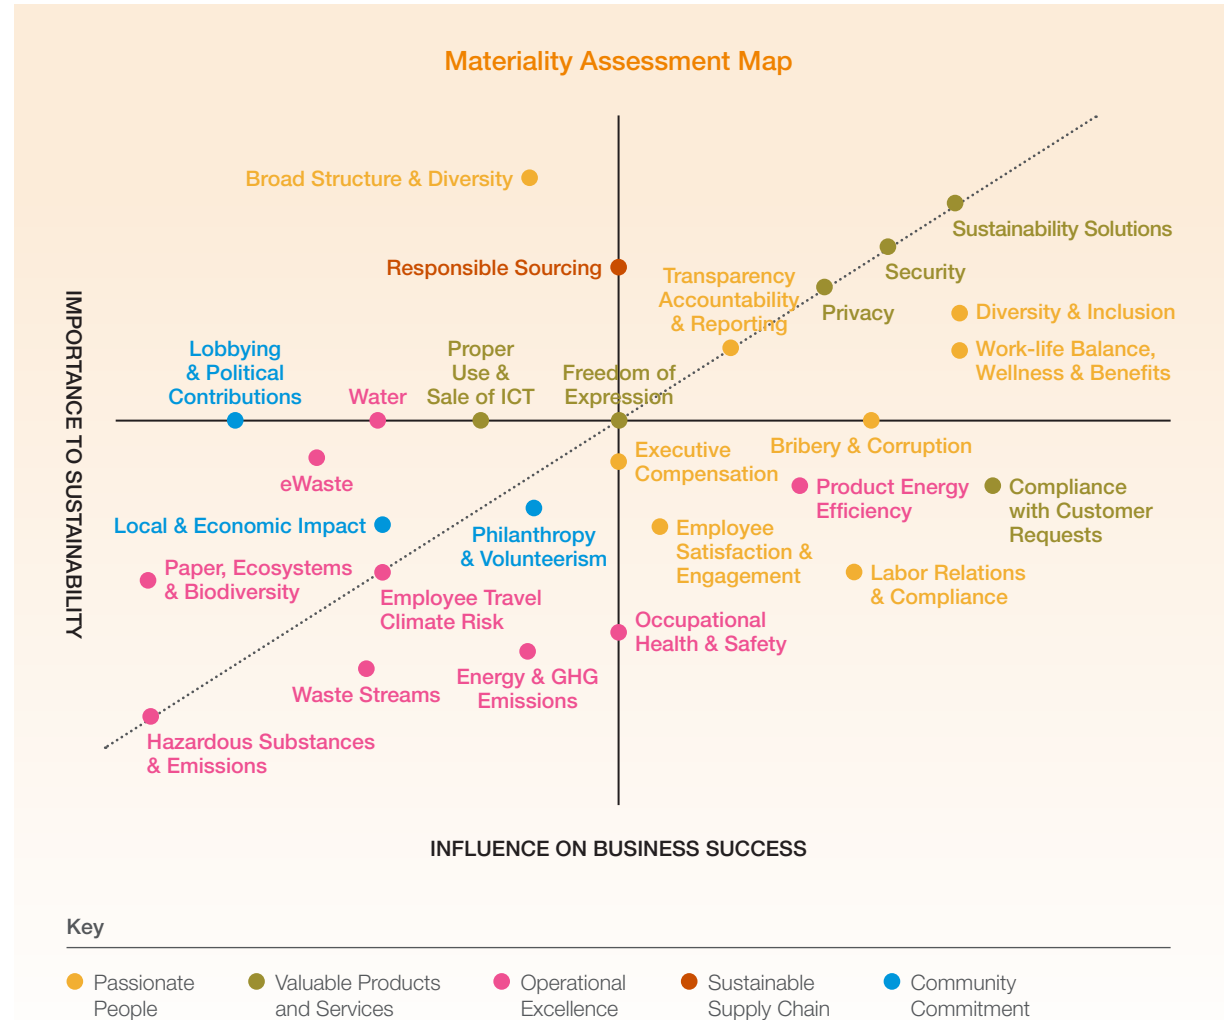 Materiality Assessment Map
Broad Structure & Diversity
Sustainability Solutions
Responsible Sourcing
Security
Transparency
Accountability
& Reporting
Privacy
Diversity & Inclusion
Work-life Balance,
Wellness & Benefits
Lobbying
& Political
Contributions
Water
Proper
Use &
Sale of ICT
Freedom of
Expression
IMPORTANCE TO SUSTAINABILITY
Bribery & Corruption
Executive
Compensation
eWaste
Product Energy
Efficiency
Compliance
with Customer
Requests
Local & Economic Impact
Philanthropy
& Volunteerism
Employee
Satisfaction &
Engagement
Paper, Ecosystems
& Biodiversity
Labor Relations
& Compliance
Employee Travel
Climate Risk
Occupational
Health & Safety
Waste Streams
Energy & GHG
Emissions
Hazardous Substances
& Emissions
INFLUENCE ON BUSINESS SUCCESS
Key
Passionate
People
Valuable Products
and Services
Operational
Excellence
Sustainable
Supply Chain
Community
Commitment